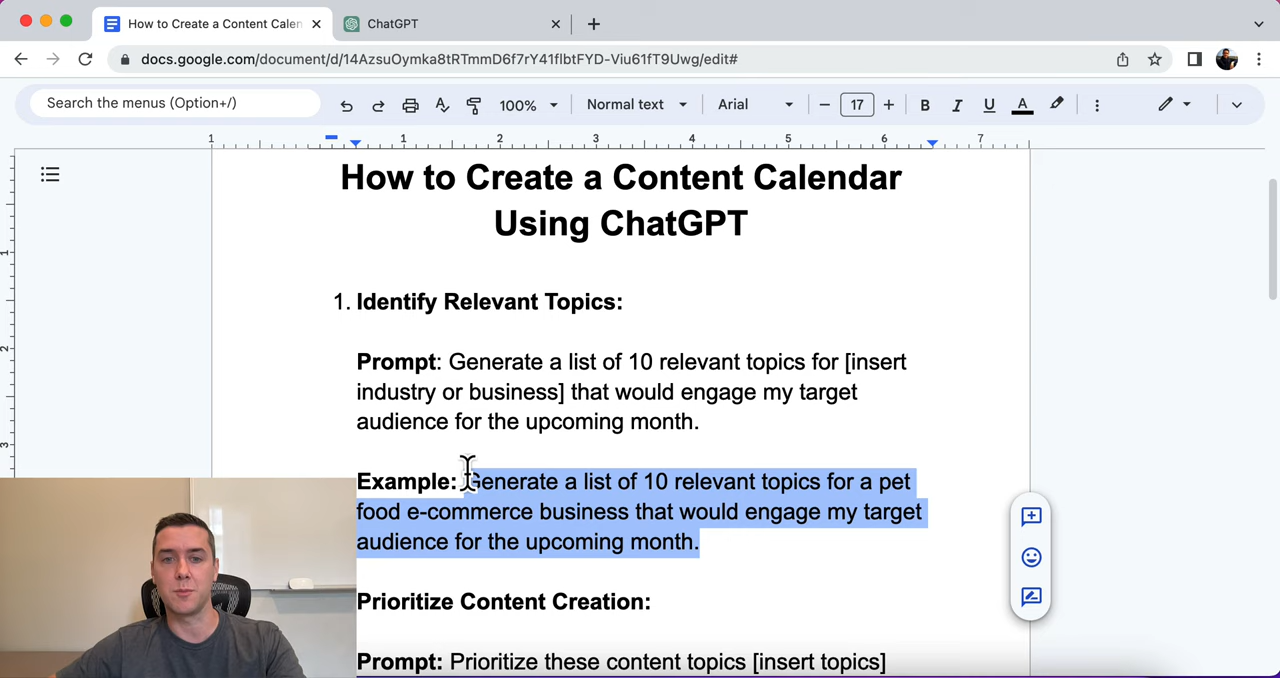 How to Create a Content Calen
ChatGPT
docs.google.com/document/d/14AzsuOymka8tRTmmD6f7rY41flbtFYD-Viu61fT9Uwg/edit#
Search the menus (Option+/)
100%
Normal text
Arial
17
B I U A
1 1 2 3 4 5 6 7
How to Create a Content Calendar
Using ChatGPT
1. Identify Relevant Topics:
Prompt: Generate a list of 10 relevant topics for [insert
industry or business] that would engage my target
audience for the upcoming month.
Example: Generate a list of 10 relevant topics for a pet
food e-commerce business that would engage my target
audience for the upcoming month.
Prioritize Content Creation:
Prompt: Prioritize these content topics [insert topics]
1
2
3